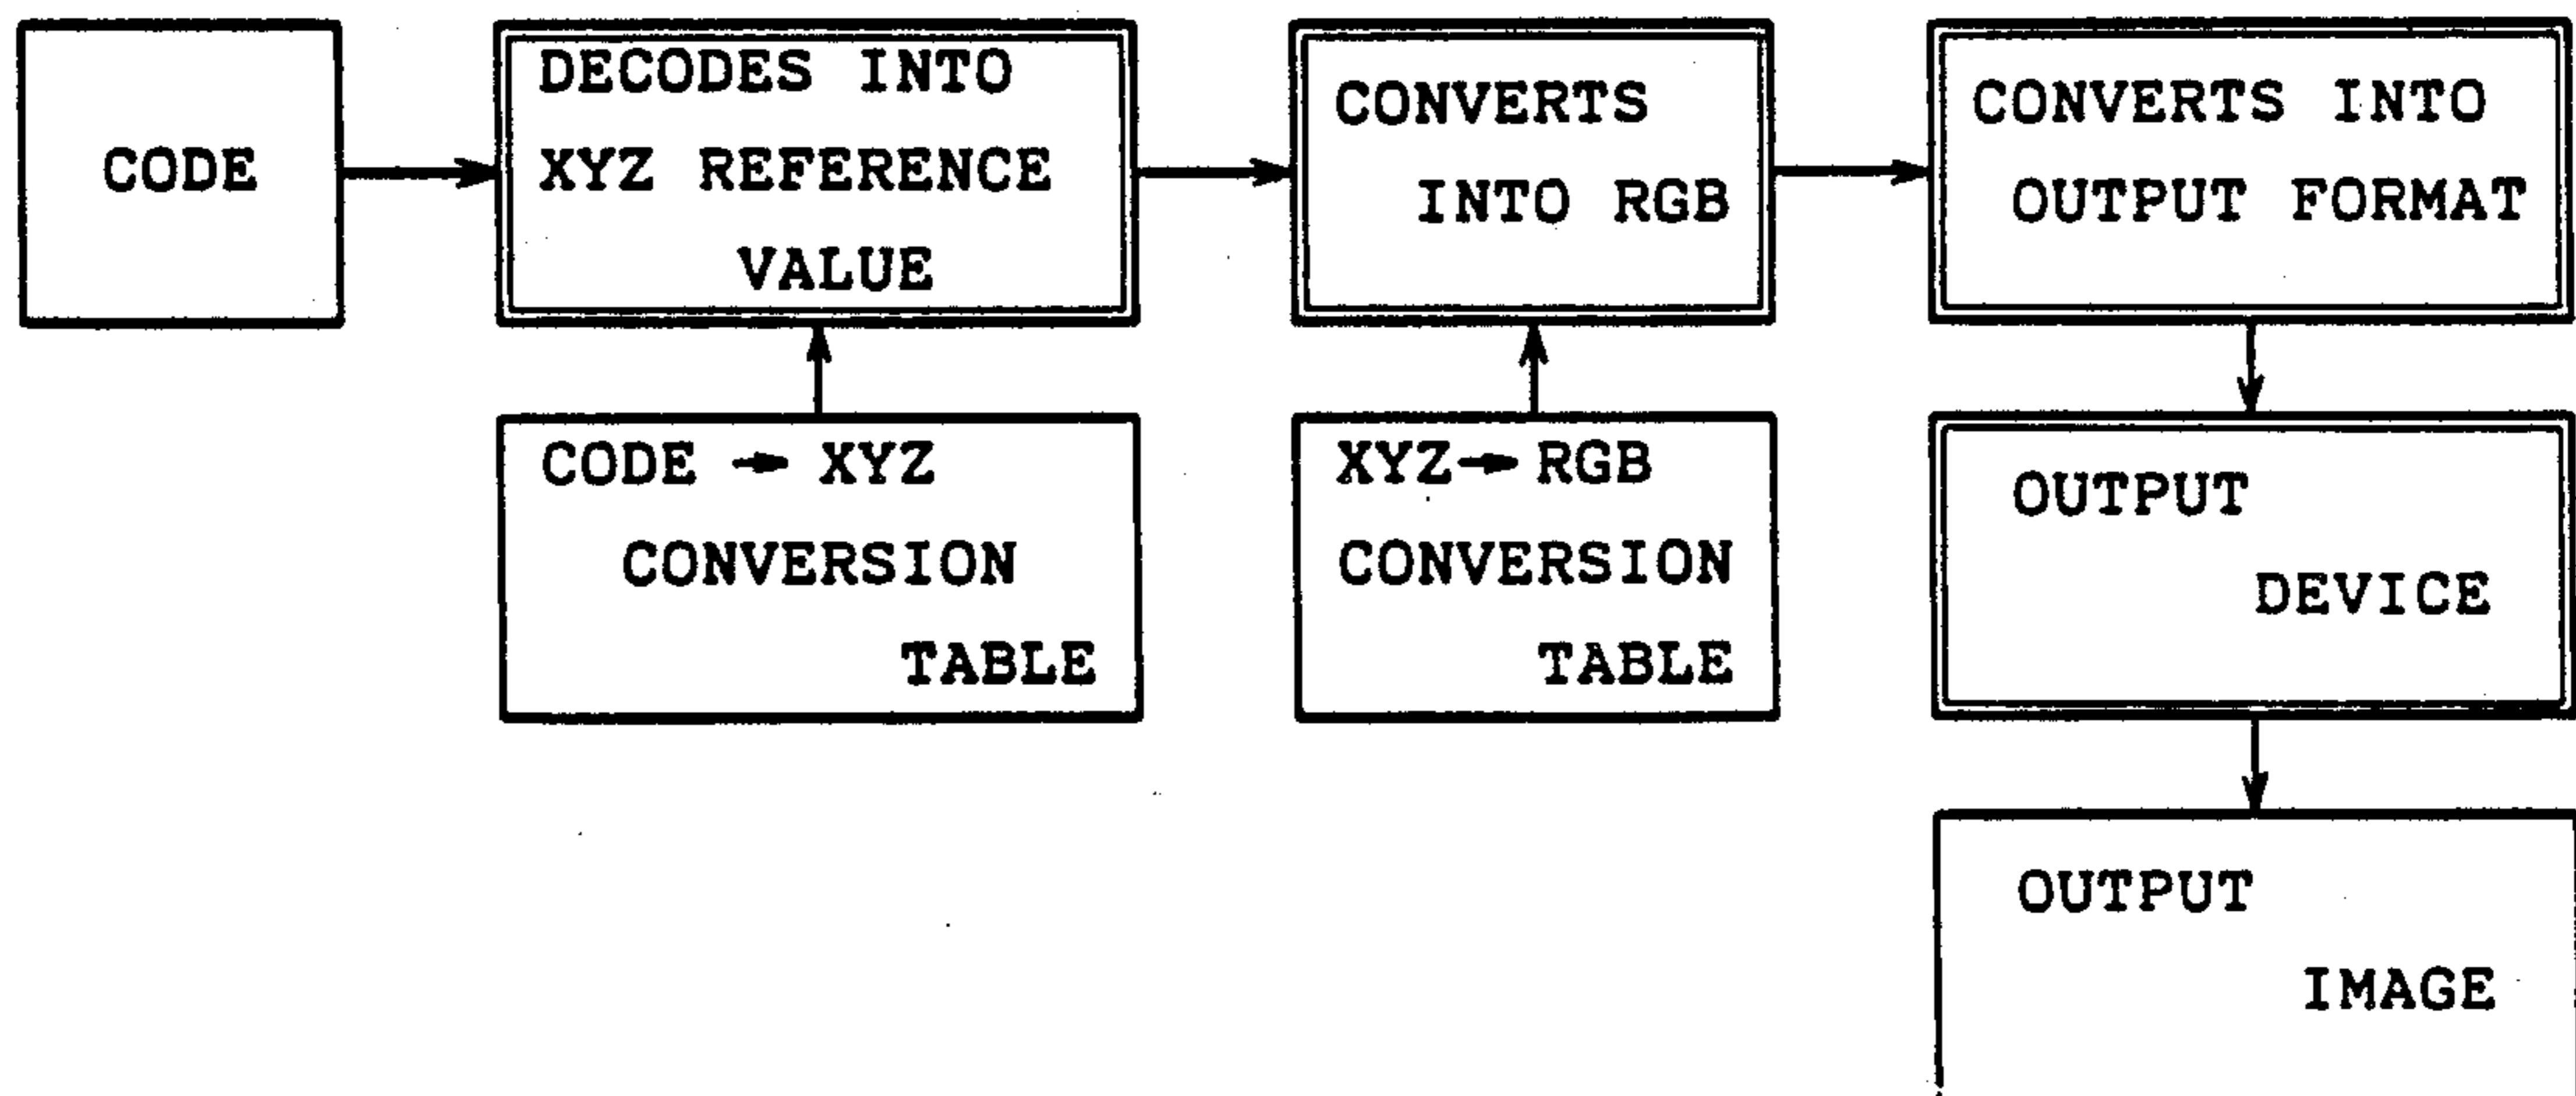 CODE
DECODES INTO
XYZ REFERENCE
VALUE
CONVERTS
INTO RGB
CONVERTS INTO
OUTPUT FORMAT
CODE → XYZ
CONVERSION
TABLE
XYZ→RGB
CONVERSION
TABLE
OUTPUT
DEVICE
OUTPUT
IMAGE